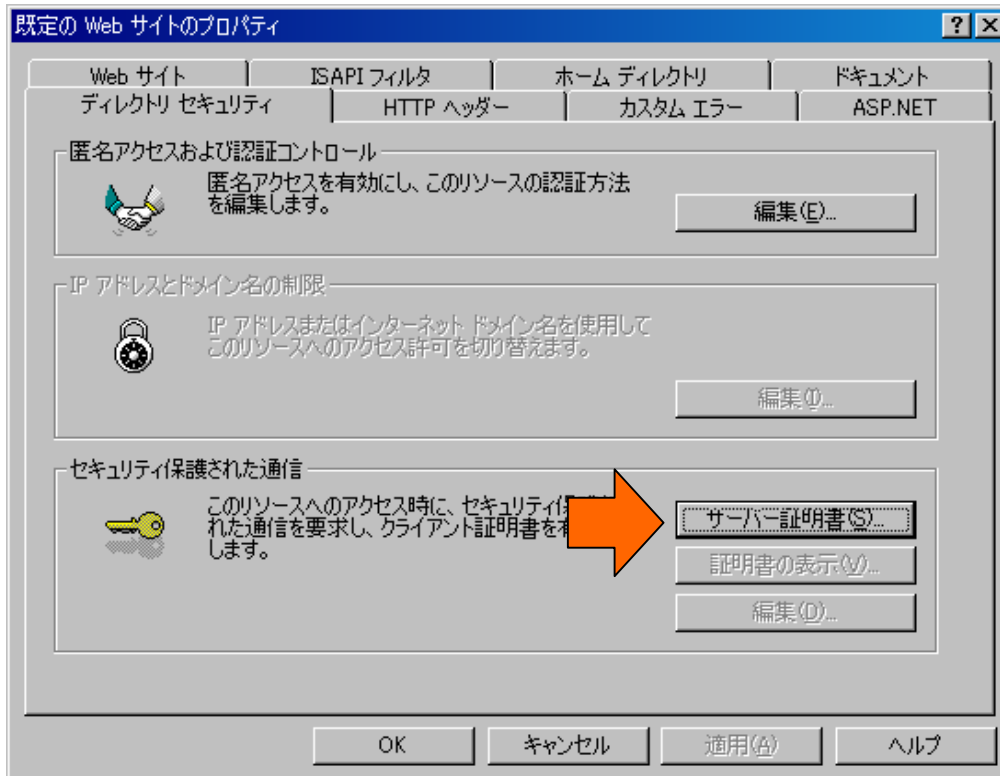 既定の Web サイトのプロパティ
Web サイト
ISAPI フィルタ
ホーム ディレクトリ
ドキュメント
ディレクトリ セキュリティ
HTTP ヘッダー
カスタム エラー
ASP.NET
匿名アクセスおよび認証コントロール
匿名アクセスを有効にし、このリソースの認証方法
を編集します。
編集(E)...
IP アドレスとドメイン名の制限
IP アドレスまたはインターネット ドメイン名を使用して
このリソースへのアクセス許可を切り替えます。
編集(I)...
セキュリティ保護された通信
このリソースへのアクセス時に、セキュリティ
れた通信を要求し、クライアント証明書を
します。
サーバー証明書(S)...
証明書の表示(V)...
編集(D)...
OK
キャンセル
適用(A)
ヘルプ